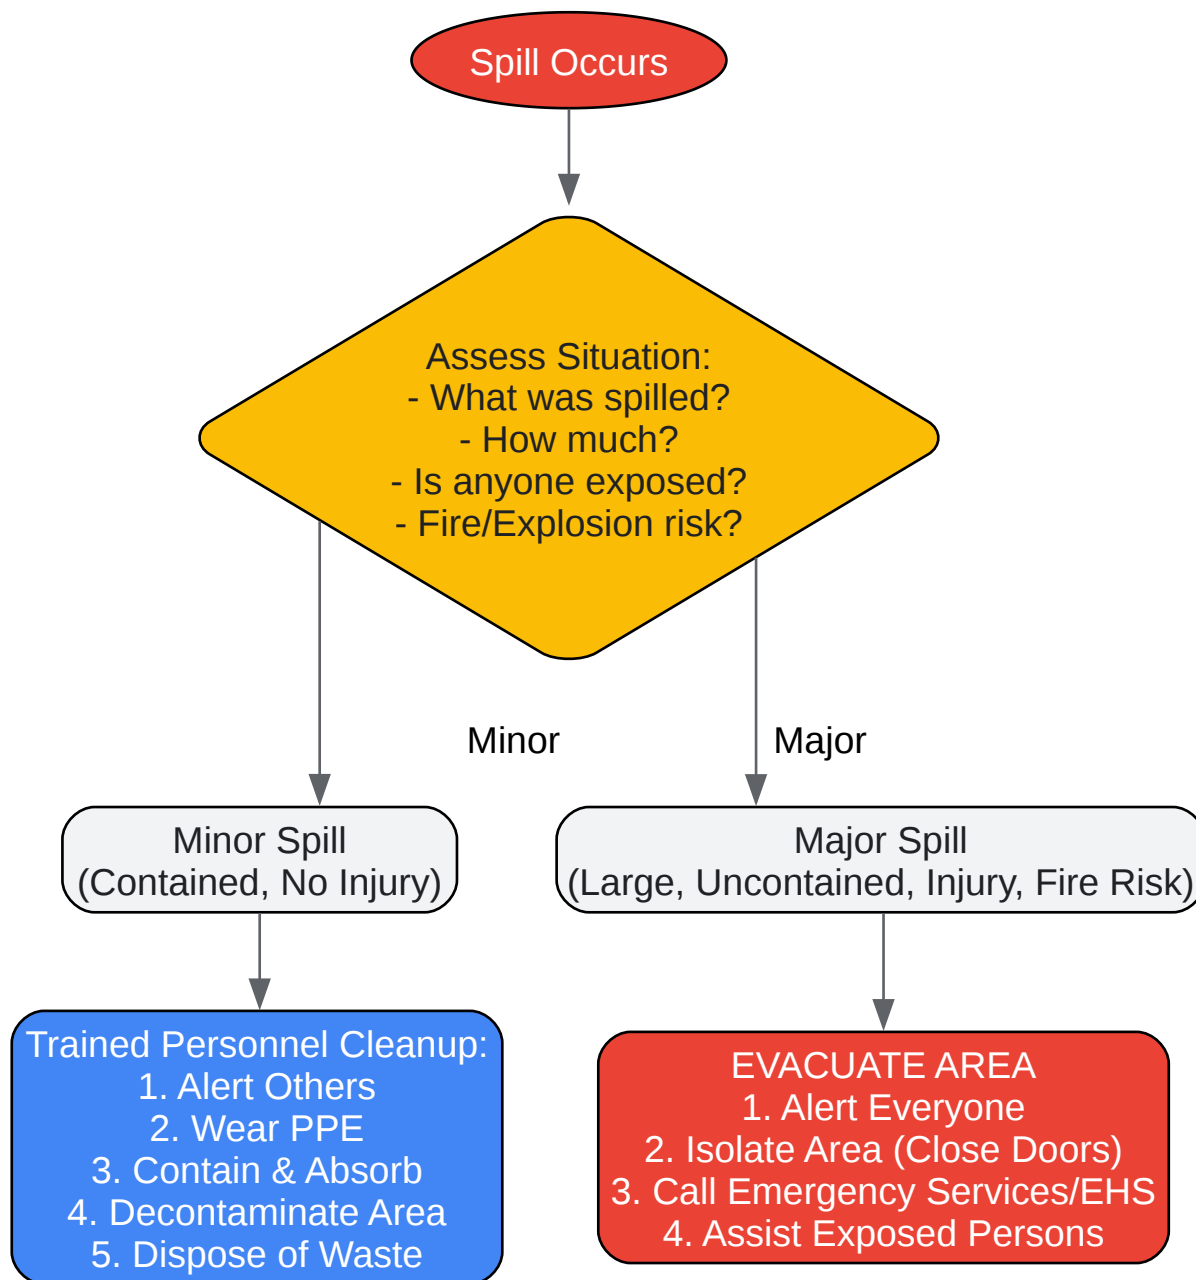 Spill Occurs
Assess Situation:
- What was spilled?
- How much?
- Is anyone exposed?
- Fire/Explosion risk?
Minor
Major
Minor Spill
(Contained, No Injury)
Major Spill
(Large, Uncontained, Injury, Fire Risk)
Trained Personnel Cleanup:
1. Alert Others
2. Wear PPE
3. Contain & Absorb
4. Decontaminate Area
5. Dispose of Waste
EVACUATE AREA
1. Alert Everyone
2. Isolate Area (Close Doors)
3. Call Emergency Services/EHS
4. Assist Exposed Persons